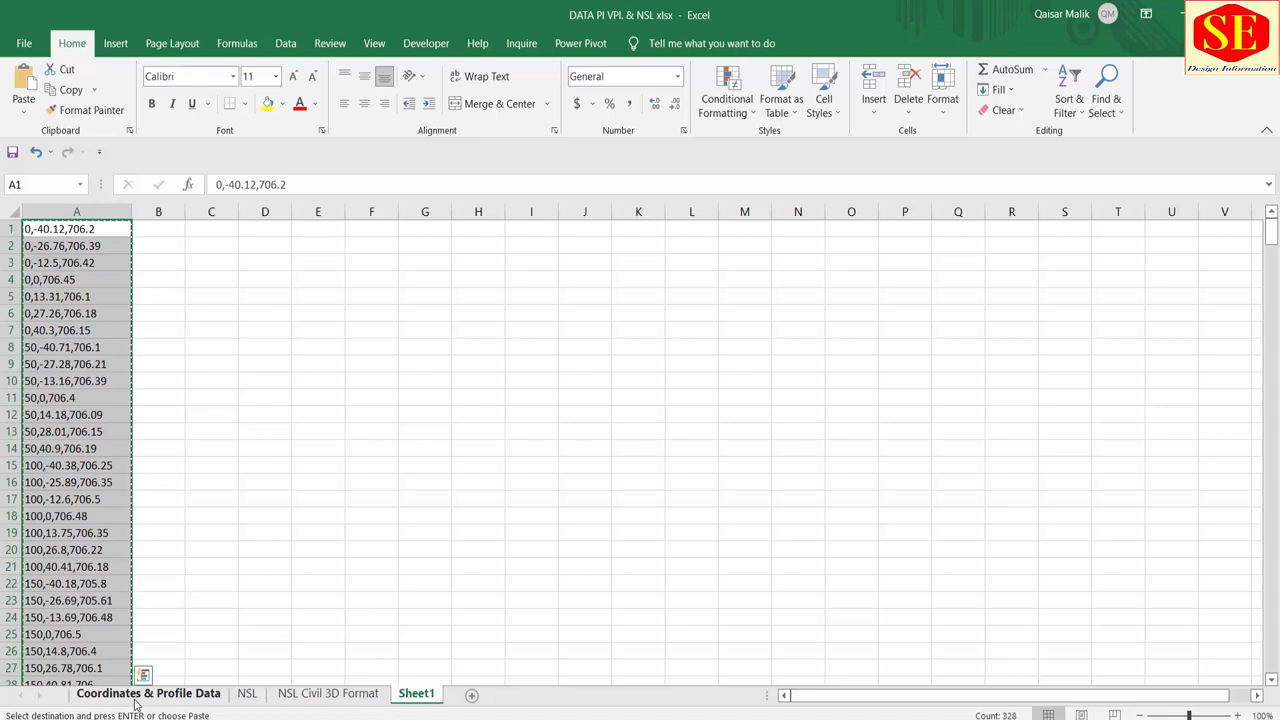 DATA PI VPI. & NSL xlsx - Excel
Qaisar Malik QM
SE
Design Information
File Home Insert Page Layout Formulas Data Review View Developer Help Inquire Power Pivot Tell me what you want to do
Cut
Copy
Format Painter
Paste
Clipboard
Calibri 11
B I U
Font
Wrap Text
Merge & Center
Alignment
General
$ % ,
Number
Conditional Formatting
Format as Table
Cell Styles
Styles
Insert
Delete
Format
Cells
AutoSum
Fill
Clear
Sort & Filter
Find & Select
Editing
A1 fx 0,-40.12,706.2
A B C D E F G H I J K L M N O P Q R S T U V
1 0,-40.12,706.2
2 0,-26.76,706.39
3 0,-12.5,706.42
4 0,0,706.45
5 0,13.31,706.1
6 0,27.26,706.18
7 0,40.3,706.15
8 50,-40.71,706.1
9 50,-27.28,706.21
10 50,-13.16,706.39
11 50,0,706.4
12 50,14.18,706.09
13 50,28.01,706.15
14 50,40.9,706.19
15 100,-40.38,706.25
16 100,-25.89,706.35
17 100,-12.6,706.5
18 100,0,706.48
19 100,13.75,706.35
20 100,26.8,706.22
21 100,40.41,706.18
22 150,-40.18,705.8
23 150,-26.69,705.61
24 150,-13.69,706.48
25 150,0,706.5
26 150,14.8,706.4
27 150,26.78,706.1
28 150,40.81,706
Coordinates & Profile Data NSL NSL Civil 3D Format Sheet1
Select destination and press ENTER or choose Paste Count: 328 100%